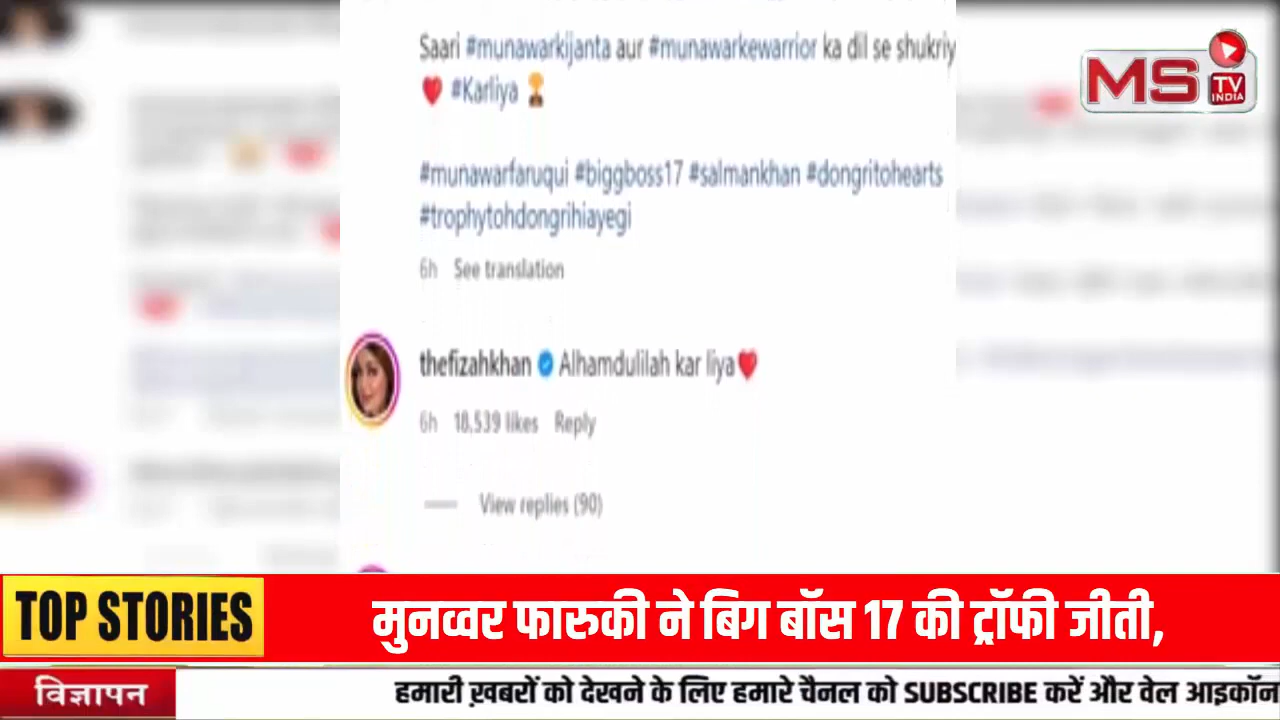 Saari #munawarkijanta aur #munawarkewarrior ka dil se shukriy
#Karliya
#munawarfaruqui #biggboss17 #salmankhan #dongritohearts
#trophytohdongrihiayegi
6h See translation
thefizahkhan Alhamdulilah kar liya
6h 18,539 likes Reply
View replies (90)
MS TV INDIA
TOP STORIES
मुनव्वर फारुकी ने बिग बॉस 17 की ट्रॉफी जीती,
विज्ञापन
हमारी ख़बरों को देखने के लिए हमारे चैनल को SUBSCRIBE करें और वेल आइकॉन